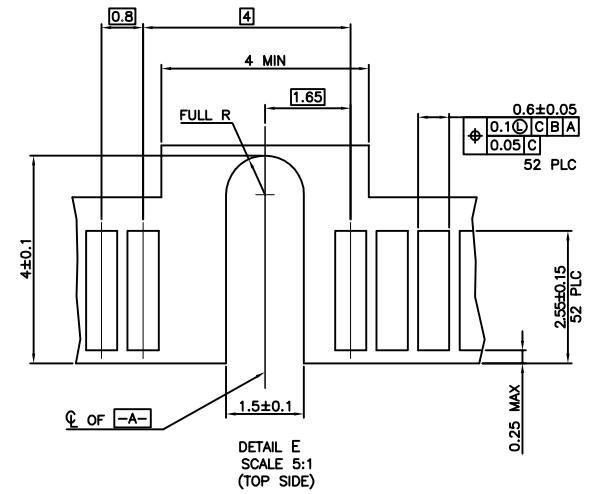 0.8
4
4 MIN
1.65
FULL R
0.6±0.05
⌖ 0.1Ⓛ C B A
0.05 C
52 PLC
4±0.1
2.55±0.15
52 PLC
0.25 MAX
1.5±0.1
℄ OF -A-
DETAIL E
SCALE 5:1
(TOP SIDE)